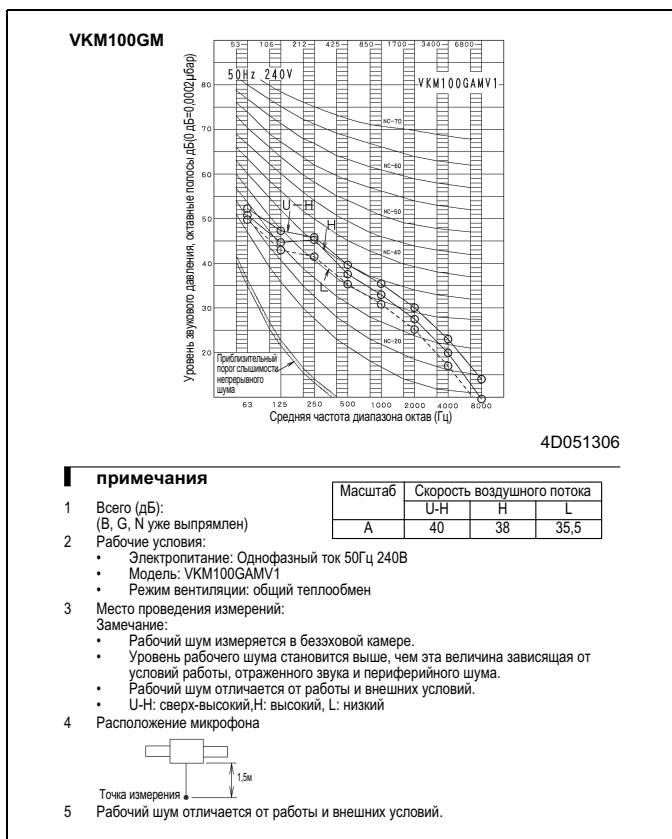 VKM100GM
53 106 212 425 850 1700 3400 6800
50Hz 240V
VKM100GAMV1
Уровень звукового давления, октавные полосы дБ(0 дБ=0,0002µбар)
80
70
60
50
40
30
20
NC-70
NC-60
NC-50
NC-40
NC-20
U-H
H
L
Приблизительный
порог слышимости
непрерывного
шума
63 125 250 500 1000 2000 4000 8000
Средняя частота диапазона октав (Гц)
4D051306
примечания
Масштаб Скорость воздушного потока
U-H H L
A 40 38 35,5
1 Всего (дБ):
(B, G, N уже выпрямлен)
2 Рабочие условия:
• Электропитание: Однофазный ток 50Гц 240В
• Модель: VKM100GAMV1
• Режим вентиляции: общий теплообмен
3 Место проведения измерений:
Замечание:
• Рабочий шум измеряется в безэховой камере.
• Уровень рабочего шума становится выше, чем эта величина зависящая от
условий работы, отраженного звука и периферийного шума.
• Рабочий шум отличается от работы и внешних условий.
• U-H: сверх-высокий,H: высокий, L: низкий
4 Расположение микрофона
1,5м
Точка измерения
5 Рабочий шум отличается от работы и внешних условий.